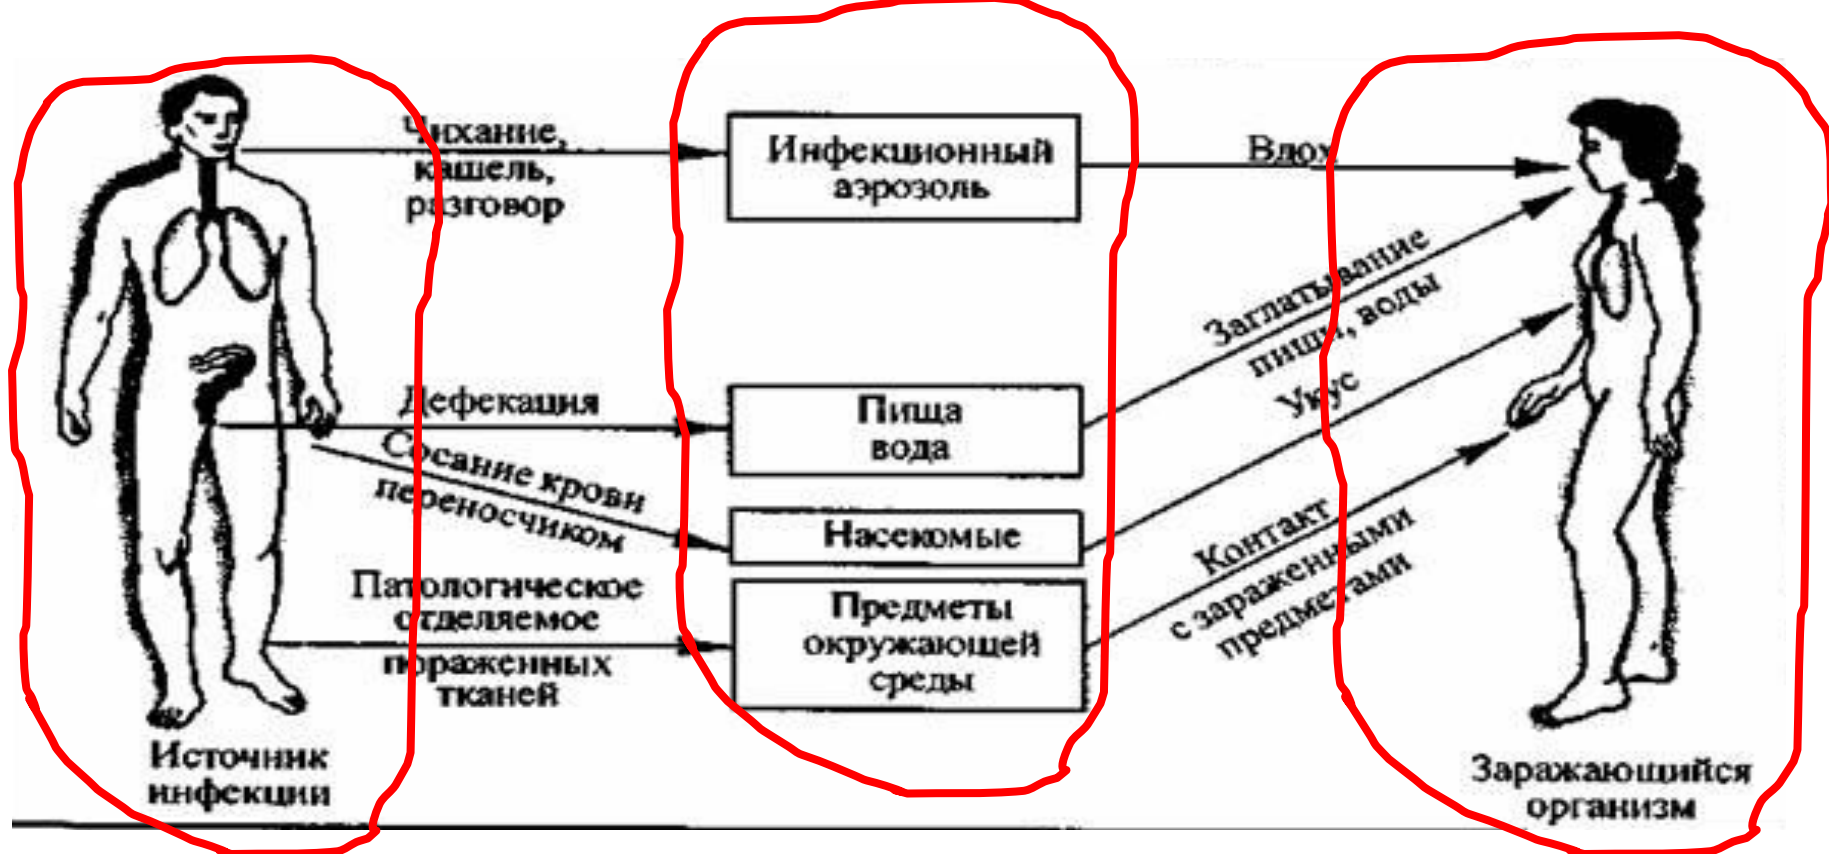 Чихание,
кашель,
разговор
Инфекционный
аэрозоль
Вдох
Заглатывание
пищи, воды
Дефекация
Пища
вода
Укус
Сосание крови
переносчиком
Насекомые
Контакт
с зараженными
предметами
Патологическое
отделяемое
пораженных
тканей
Предметы
окружающей
среды
Источник
инфекции
Заражающийся
организм